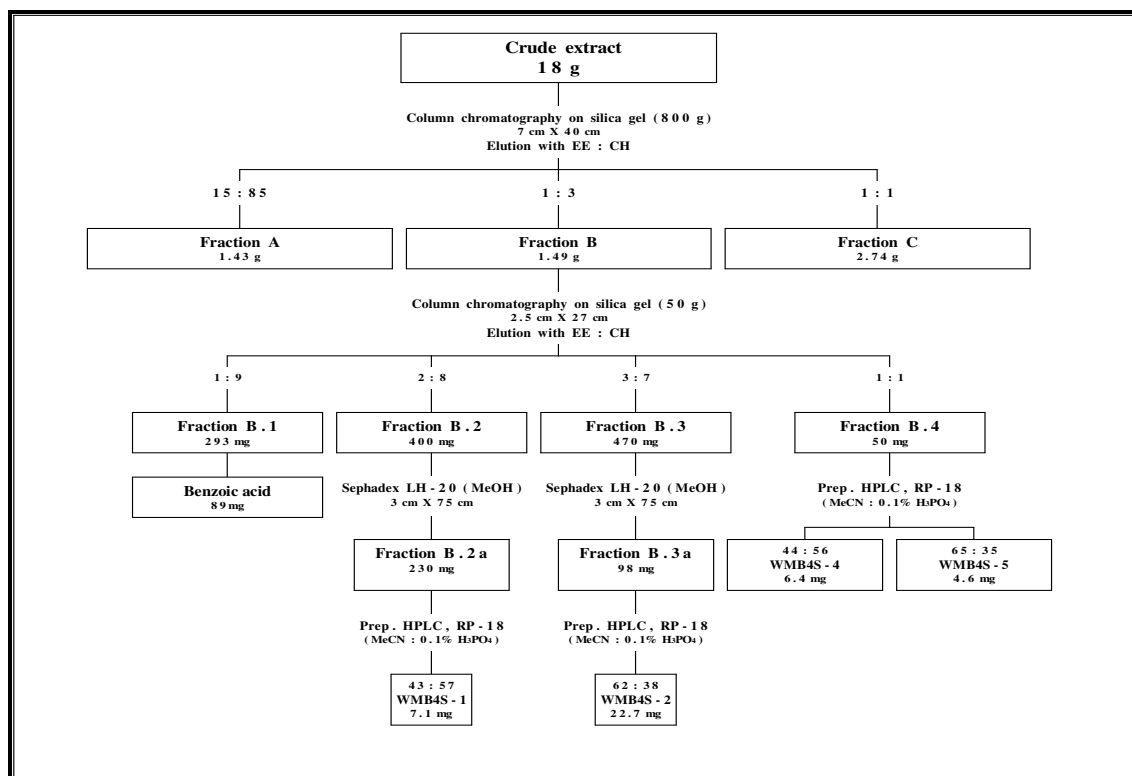 Crude extract
18 g
Column chromatography on silica gel (800 g)
7 cm X 40 cm
Elution with EE : CH
15 : 85
1 : 3
1 : 1
Fraction A
1.43 g
Fraction B
1.49 g
Fraction C
2.74 g
Column chromatography on silica gel (50 g)
2.5 cm X 27 cm
Elution with EE : CH
1 : 9
2 : 8
3 : 7
1 : 1
Fraction B.1
293 mg
Fraction B.2
400 mg
Fraction B.3
470 mg
Fraction B.4
50 mg
Benzoic acid
89mg
Sephadex LH-20 (MeOH)
3 cm X 75 cm
Sephadex LH-20 (MeOH)
3 cm X 75 cm
Prep. HPLC, RP-18
(MeCN : 0.1% H₃PO₄)
Fraction B.2a
230 mg
Fraction B.3a
98 mg
44 : 56
WMB4S-4
6.4 mg
65 : 35
WMB4S-5
4.6 mg
Prep. HPLC, RP-18
(MeCN : 0.1% H₃PO₄)
Prep. HPLC, RP-18
(MeCN : 0.1% H₃PO₄)
43 : 57
WMB4S-1
7.1 mg
62 : 38
WMB4S-2
22.7 mg